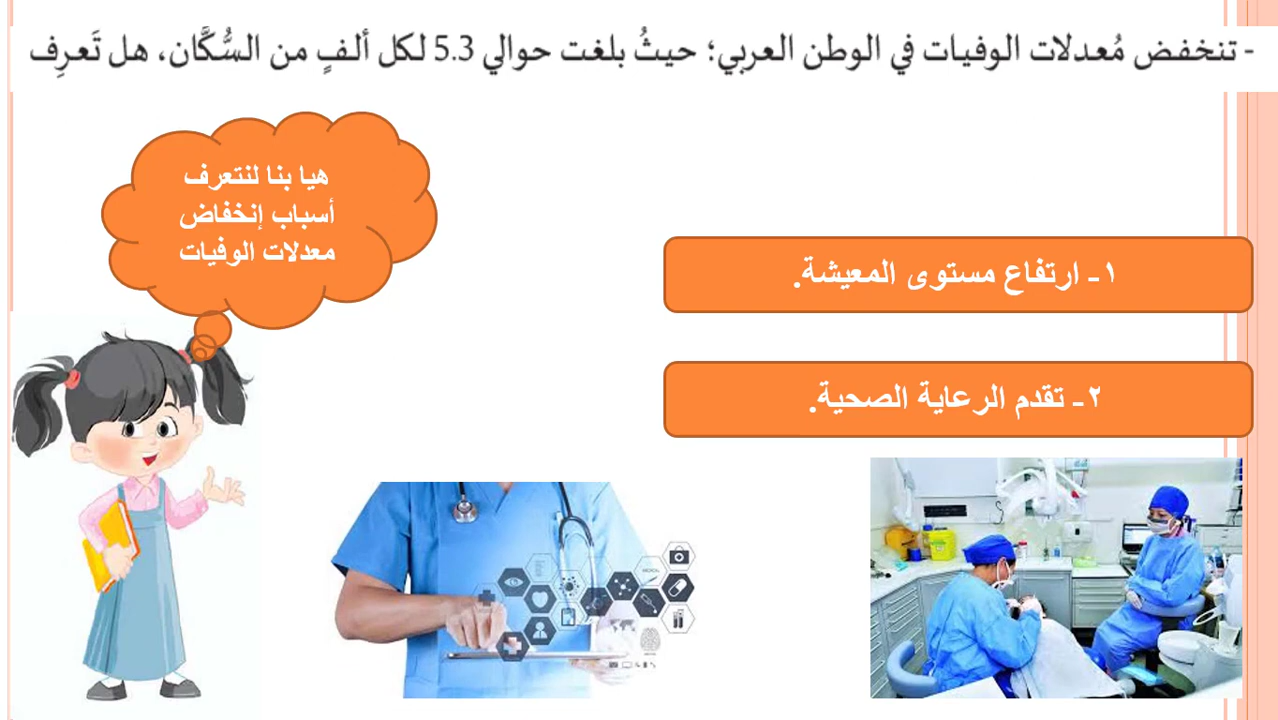 - تنخفض مُعدلات الوفيات في الوطن العربي؛ حيثُ بلغت حوالي 5.3 لكل ألفٍ من السُّكَّان، هل تَعرِف
هيا بنا لنتعرف
أسباب إنخفاض
معدلات الوفيات
١- ارتفاع مستوى المعيشة.
٢- تقدم الرعاية الصحية.
MEDICAL